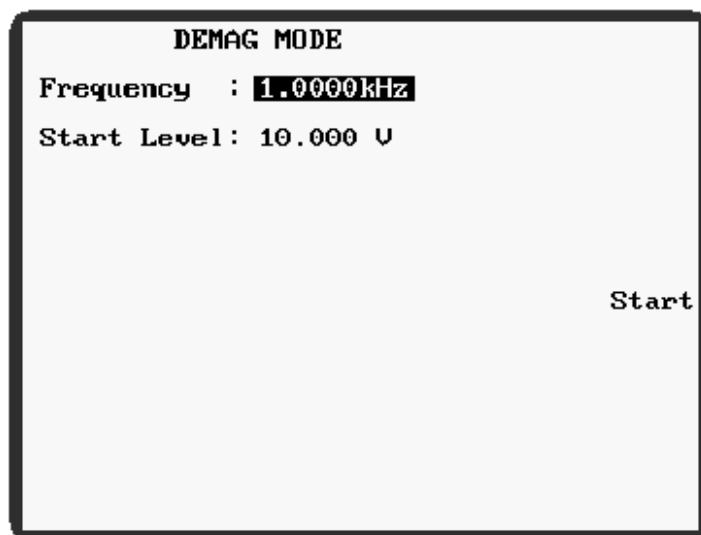 DEMAG MODE
Frequency : 1.0000kHz
Start Level: 10.000 V
Start